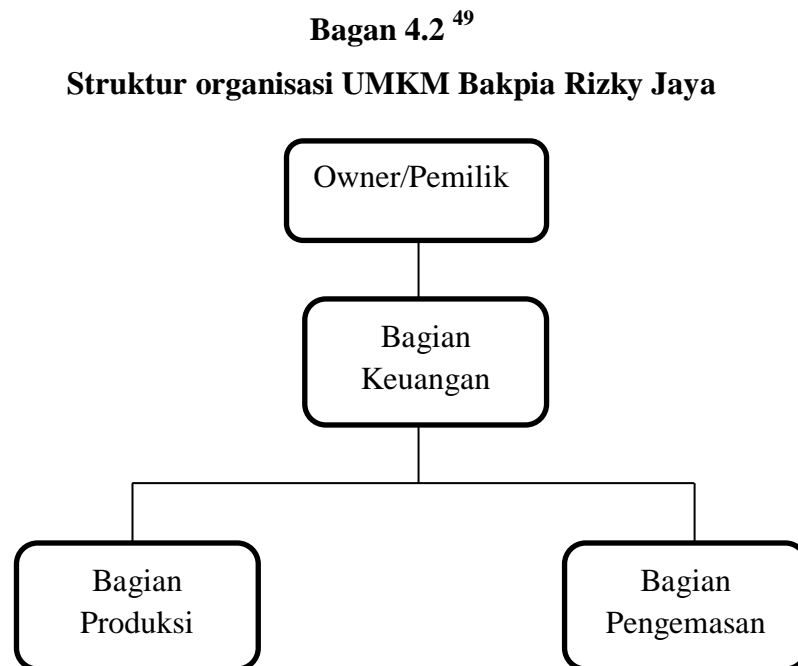 Bagan 4.2 49
Struktur organisasi UMKM Bakpia Rizky Jaya
Owner/Pemilik
Bagian
Keuangan
Bagian
Produksi
Bagian
Pengemasan